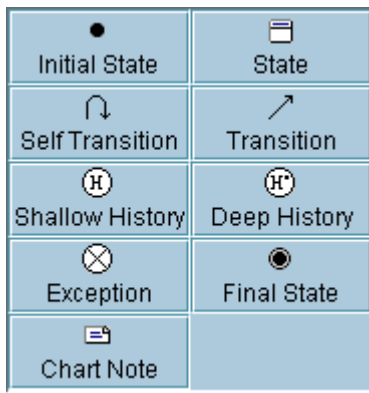 Initial State
State
Self Transition
Transition
H
Shallow History
H*
Deep History
Exception
Final State
Chart Note